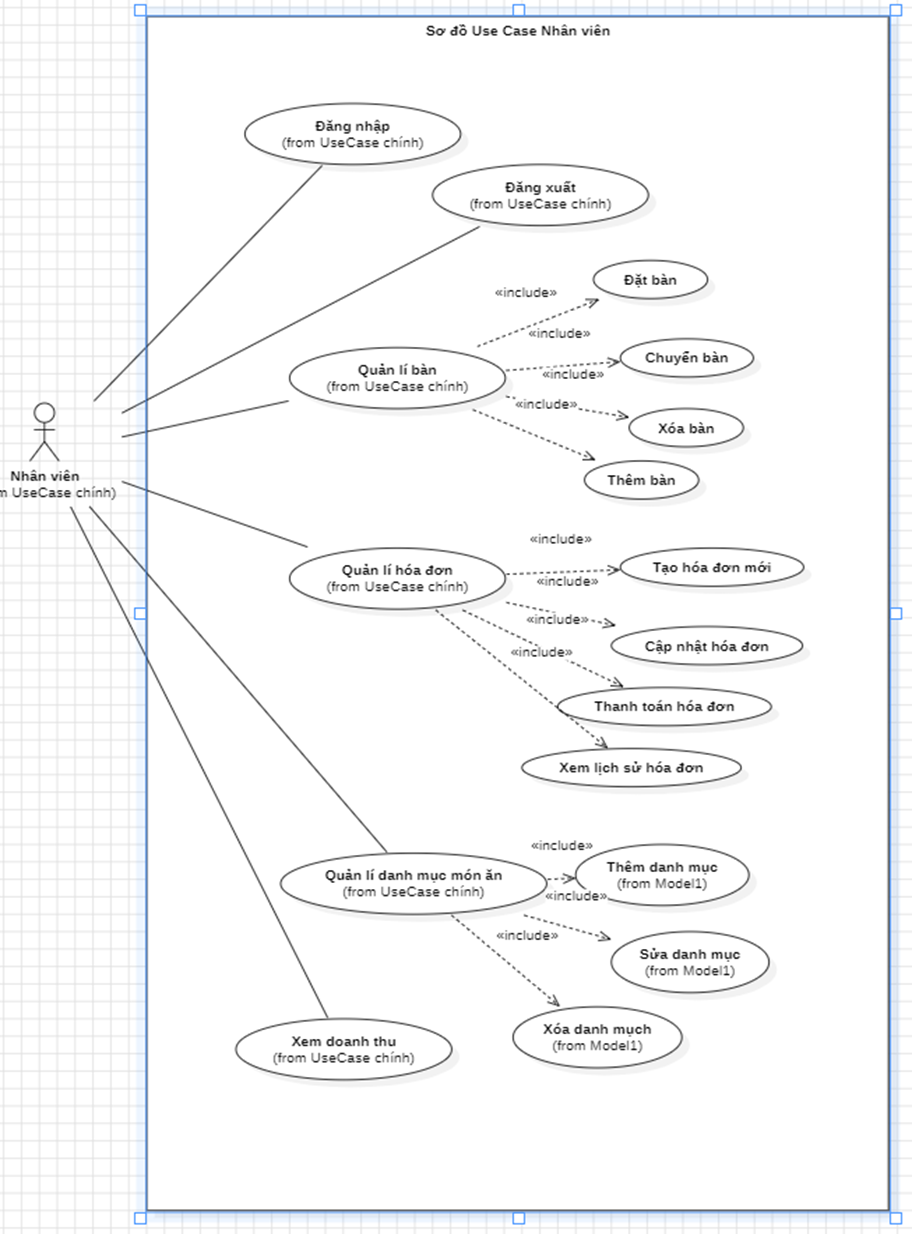 Sơ đồ Use Case Nhân viên
Đăng nhập
(from UseCase chính)
Đăng xuất
(from UseCase chính)
«include»
Đặt bàn
«include»
Chuyển bàn
Quản lí bàn
(from UseCase chính)
«include»
«include»
Xóa bàn
Thêm bàn
Nhân viên
m UseCase chính)
«include»
Quản lí hóa đơn
(from UseCase chính)
Tạo hóa đơn mới
«include»
«include»
Cập nhật hóa đơn
«include»
Thanh toán hóa đơn
Xem lịch sử hóa đơn
«include»
Quản lí danh mục món ăn
(from UseCase chính)
Thêm danh mục
(from Model1)
«include»
«include»
Sửa danh mục
(from Model1)
Xóa danh mụch
(from Model1)
Xem doanh thu
(from UseCase chính)